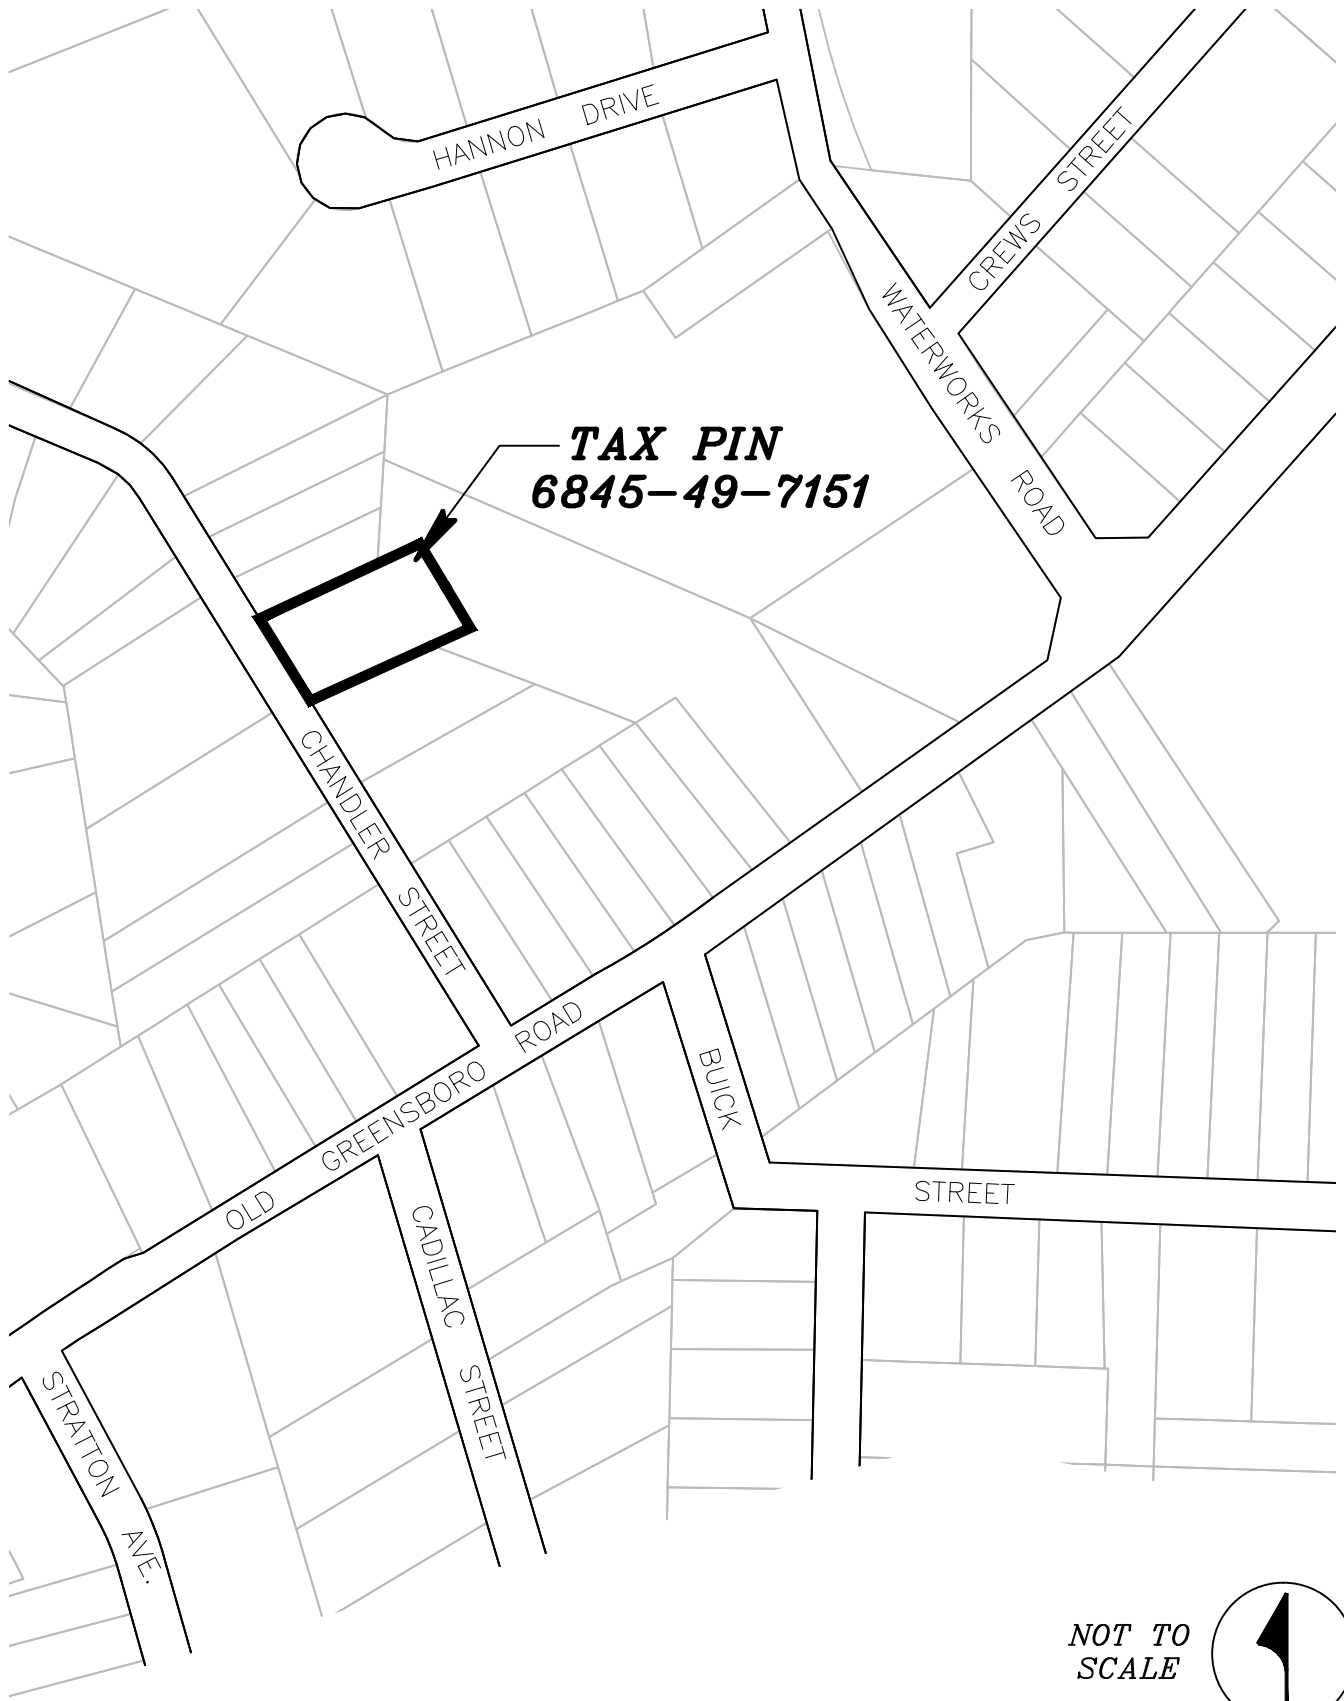 HANNON DRIVE
CREWS STREET
WATERWORKS ROAD
TAX PIN
6845-49-7151
CHANDLER STREET
OLD GREENSBORO ROAD
BUICK STREET
CADILLAC STREET
STRATTON AVE.
NOT TO
SCALE